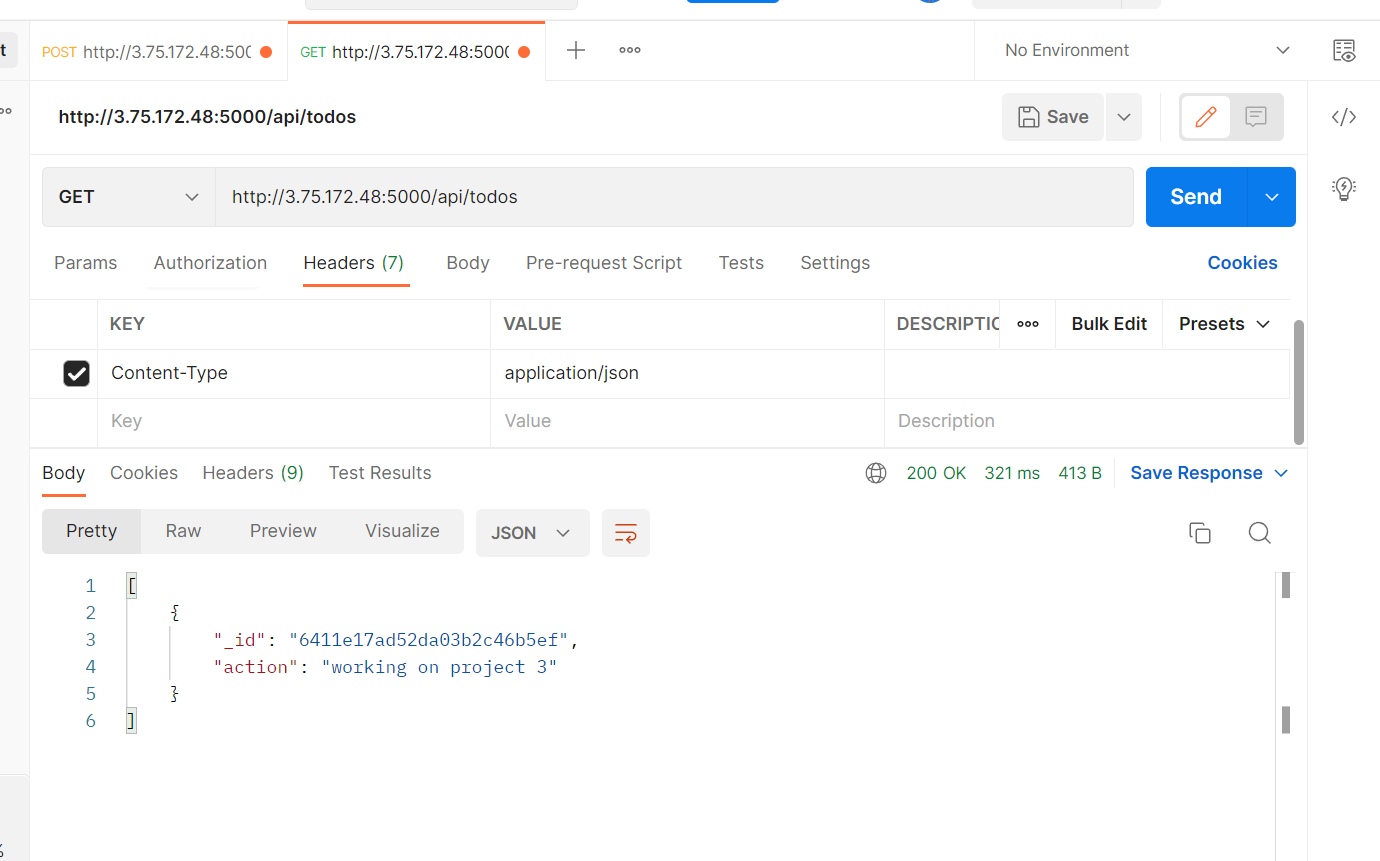 t
POST http://3.75.172.48:500
GET http://3.75.172.48:5000
No Environment
http://3.75.172.48:5000/api/todos
Save
GET
http://3.75.172.48:5000/api/todos
Send
Params Authorization Headers (7) Body Pre-request Script Tests Settings Cookies
KEY VALUE DESCRIPTIO Bulk Edit Presets
Content-Type application/json
Key Value Description
Body Cookies Headers (9) Test Results 200 OK 321 ms 413 B Save Response
Pretty Raw Preview Visualize JSON
1 [
2 {
3 "_id": "6411e17ad52da03b2c46b5ef",
4 "action": "working on project 3"
5 }
6 ]
%